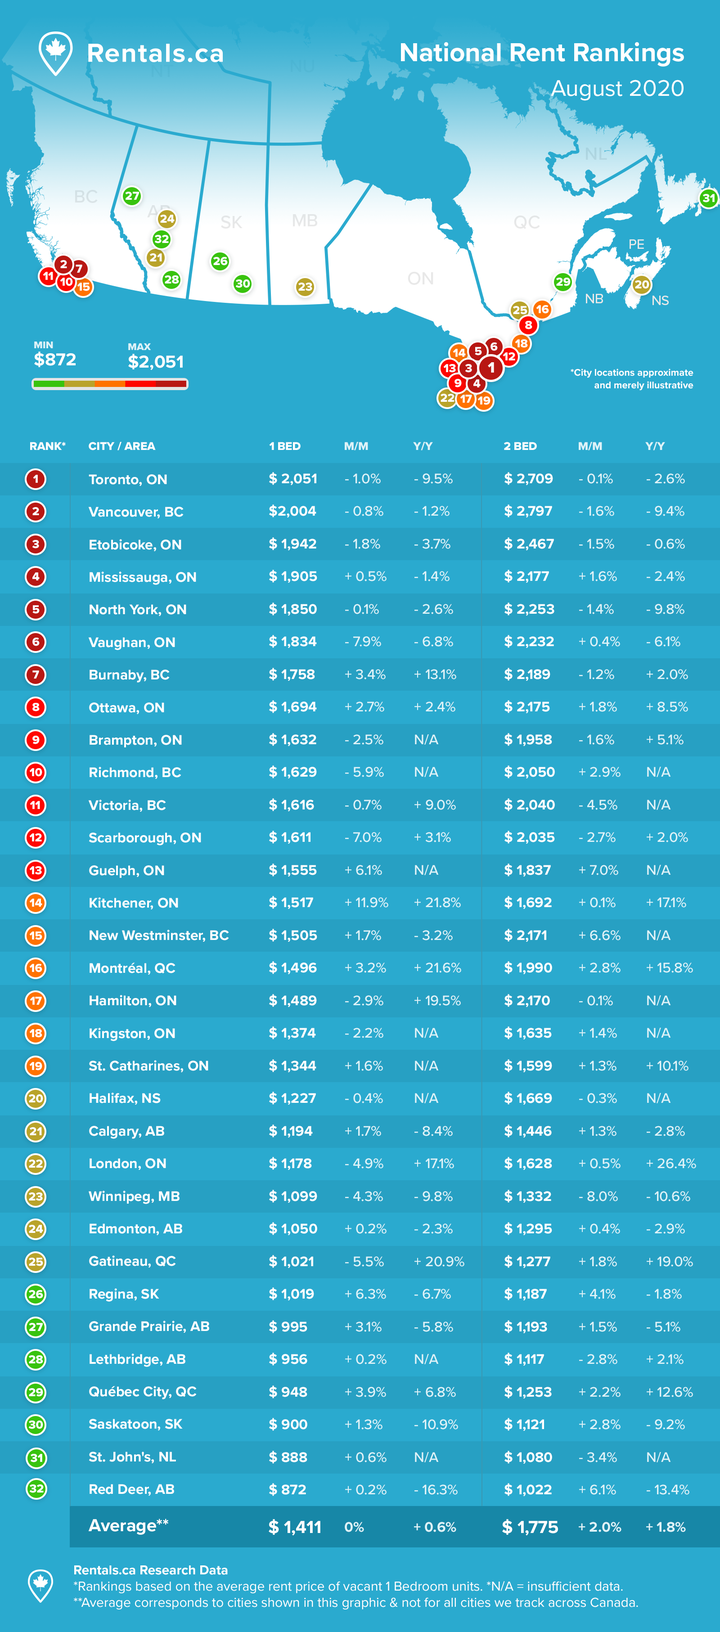 Rentals.ca
National Rent Rankings
August 2020
NT
NU
NL
BC
AB
SK
MB
ON
QC
PE
NB
NS
27
24
32
21
28
26
30
23
31
29
20
25
16
8
18
12
6
5
14
1
3
13
9
4
22
17
19
2
7
11
10
15
MIN
$872
MAX
$2,051
*City locations approximate
and merely illustrative
RANK* CITY / AREA 1 BED M/M Y/Y 2 BED M/M Y/Y
1 Toronto, ON $ 2,051 - 1.0% - 9.5% $ 2,709 - 0.1% - 2.6%
2 Vancouver, BC $2,004 - 0.8% - 1.2% $ 2,797 - 1.6% - 9.4%
3 Etobicoke, ON $ 1,942 - 1.8% - 3.7% $ 2,467 - 1.5% - 0.6%
4 Mississauga, ON $ 1,905 + 0.5% - 1.4% $ 2,177 + 1.6% - 2.4%
5 North York, ON $ 1,850 - 0.1% - 2.6% $ 2,253 - 1.4% - 9.8%
6 Vaughan, ON $ 1,834 - 7.9% - 6.8% $ 2,232 + 0.4% - 6.1%
7 Burnaby, BC $ 1,758 + 3.4% + 13.1% $ 2,189 - 1.2% + 2.0%
8 Ottawa, ON $ 1,694 + 2.7% + 2.4% $ 2,175 + 1.8% + 8.5%
9 Brampton, ON $ 1,632 - 2.5% N/A $ 1,958 - 1.6% + 5.1%
10 Richmond, BC $ 1,629 - 5.9% N/A $ 2,050 + 2.9% N/A
11 Victoria, BC $ 1,616 - 0.7% + 9.0% $ 2,040 - 4.5% N/A
12 Scarborough, ON $ 1,611 - 7.0% + 3.1% $ 2,035 - 2.7% + 2.0%
13 Guelph, ON $ 1,555 + 6.1% N/A $ 1,837 + 7.0% N/A
14 Kitchener, ON $ 1,517 + 11.9% + 21.8% $ 1,692 + 0.1% + 17.1%
15 New Westminster, BC $ 1,505 + 1.7% - 3.2% $ 2,171 + 6.6% N/A
16 Montréal, QC $ 1,496 + 3.2% + 21.6% $ 1,990 + 2.8% + 15.8%
17 Hamilton, ON $ 1,489 - 2.9% + 19.5% $ 2,170 - 0.1% N/A
18 Kingston, ON $ 1,374 - 2.2% N/A $ 1,635 + 1.4% N/A
19 St. Catharines, ON $ 1,344 + 1.6% N/A $ 1,599 + 1.3% + 10.1%
20 Halifax, NS $ 1,227 - 0.4% N/A $ 1,669 - 0.3% N/A
21 Calgary, AB $ 1,194 + 1.7% - 8.4% $ 1,446 + 1.3% - 2.8%
22 London, ON $ 1,178 - 4.9% + 17.1% $ 1,628 + 0.5% + 26.4%
23 Winnipeg, MB $ 1,099 - 4.3% - 9.8% $ 1,332 - 8.0% - 10.6%
24 Edmonton, AB $ 1,050 + 0.2% - 2.3% $ 1,295 + 0.4% - 2.9%
25 Gatineau, QC $ 1,021 - 5.5% + 20.9% $ 1,277 + 1.8% + 19.0%
26 Regina, SK $ 1,019 + 6.3% - 6.7% $ 1,187 + 4.1% - 1.8%
27 Grande Prairie, AB $ 995 + 3.1% - 5.8% $ 1,193 + 1.5% - 5.1%
28 Lethbridge, AB $ 956 + 0.2% N/A $ 1,117 - 2.8% + 2.1%
29 Québec City, QC $ 948 + 3.9% + 6.8% $ 1,253 + 2.2% + 12.6%
30 Saskatoon, SK $ 900 + 1.3% - 10.9% $ 1,121 + 2.8% - 9.2%
31 St. John's, NL $ 888 + 0.6% N/A $ 1,080 - 3.4% N/A
32 Red Deer, AB $ 872 + 0.2% - 16.3% $ 1,022 + 6.1% - 13.4%
Average** $ 1,411 0% + 0.6% $ 1,775 + 2.0% + 1.8%
Rentals.ca Research Data
*Rankings based on the average rent price of vacant 1 Bedroom units. *N/A = insufficient data.
**Average corresponds to cities shown in this graphic & not for all cities we track across Canada.